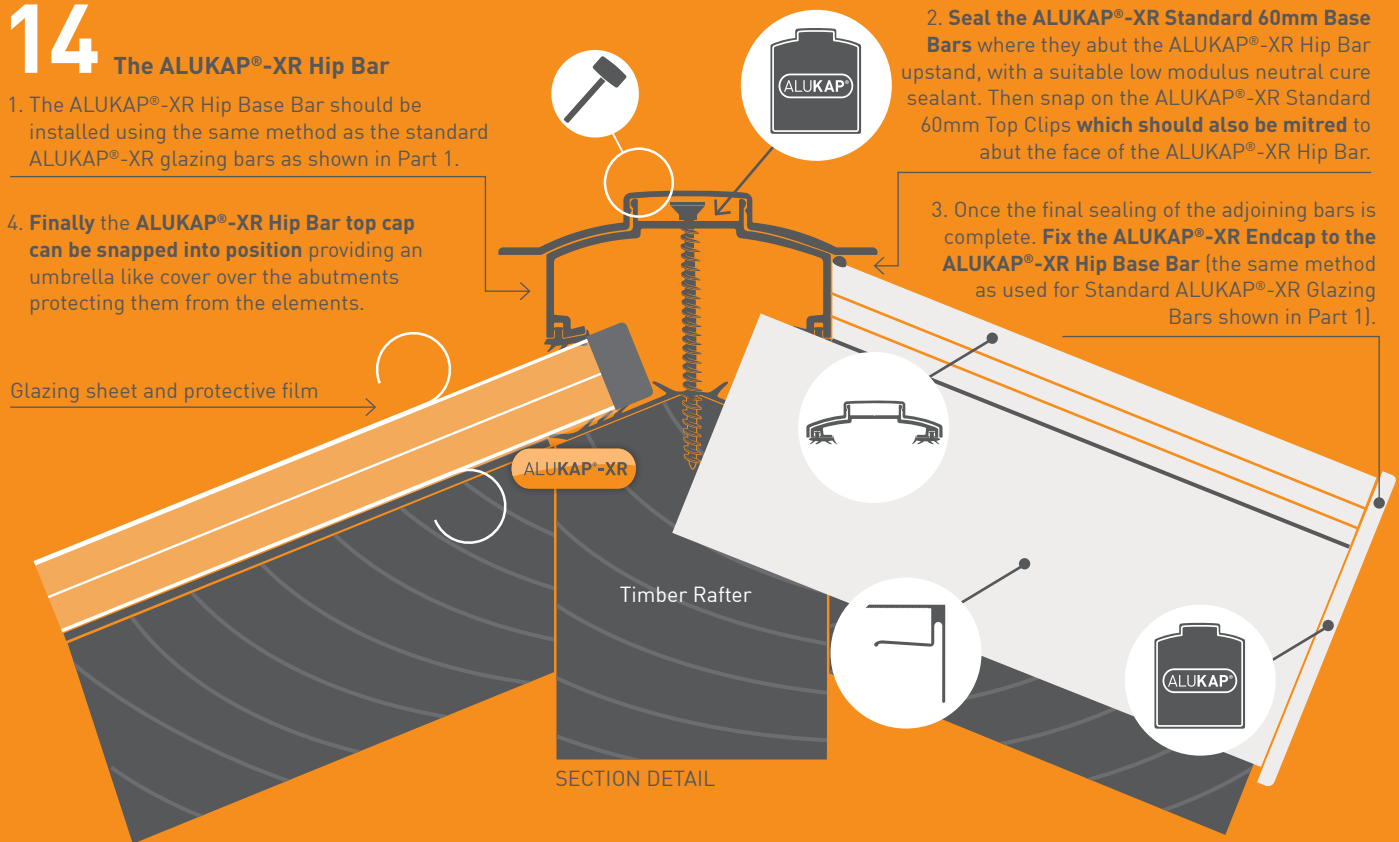 14 The ALUKAP®-XR Hip Bar
1. The ALUKAP®-XR Hip Base Bar should be
installed using the same method as the standard
ALUKAP®-XR glazing bars as shown in Part 1.
2. Seal the ALUKAP®-XR Standard 60mm Base
Bars where they abut the ALUKAP®-XR Hip Bar
upstand, with a suitable low modulus neutral cure
sealant. Then snap on the ALUKAP®-XR Standard
60mm Top Clips which should also be mitred to
abut the face of the ALUKAP®-XR Hip Bar.
3. Once the final sealing of the adjoining bars is
complete. Fix the ALUKAP®-XR Endcap to the
ALUKAP®-XR Hip Base Bar (the same method
as used for Standard ALUKAP®-XR Glazing
Bars shown in Part 1).
4. Finally the ALUKAP®-XR Hip Bar top cap
can be snapped into position providing an
umbrella like cover over the abutments
protecting them from the elements.
Glazing sheet and protective film
ALUKAP®
ALUKAP®-XR
Timber Rafter
ALUKAP®
SECTION DETAIL